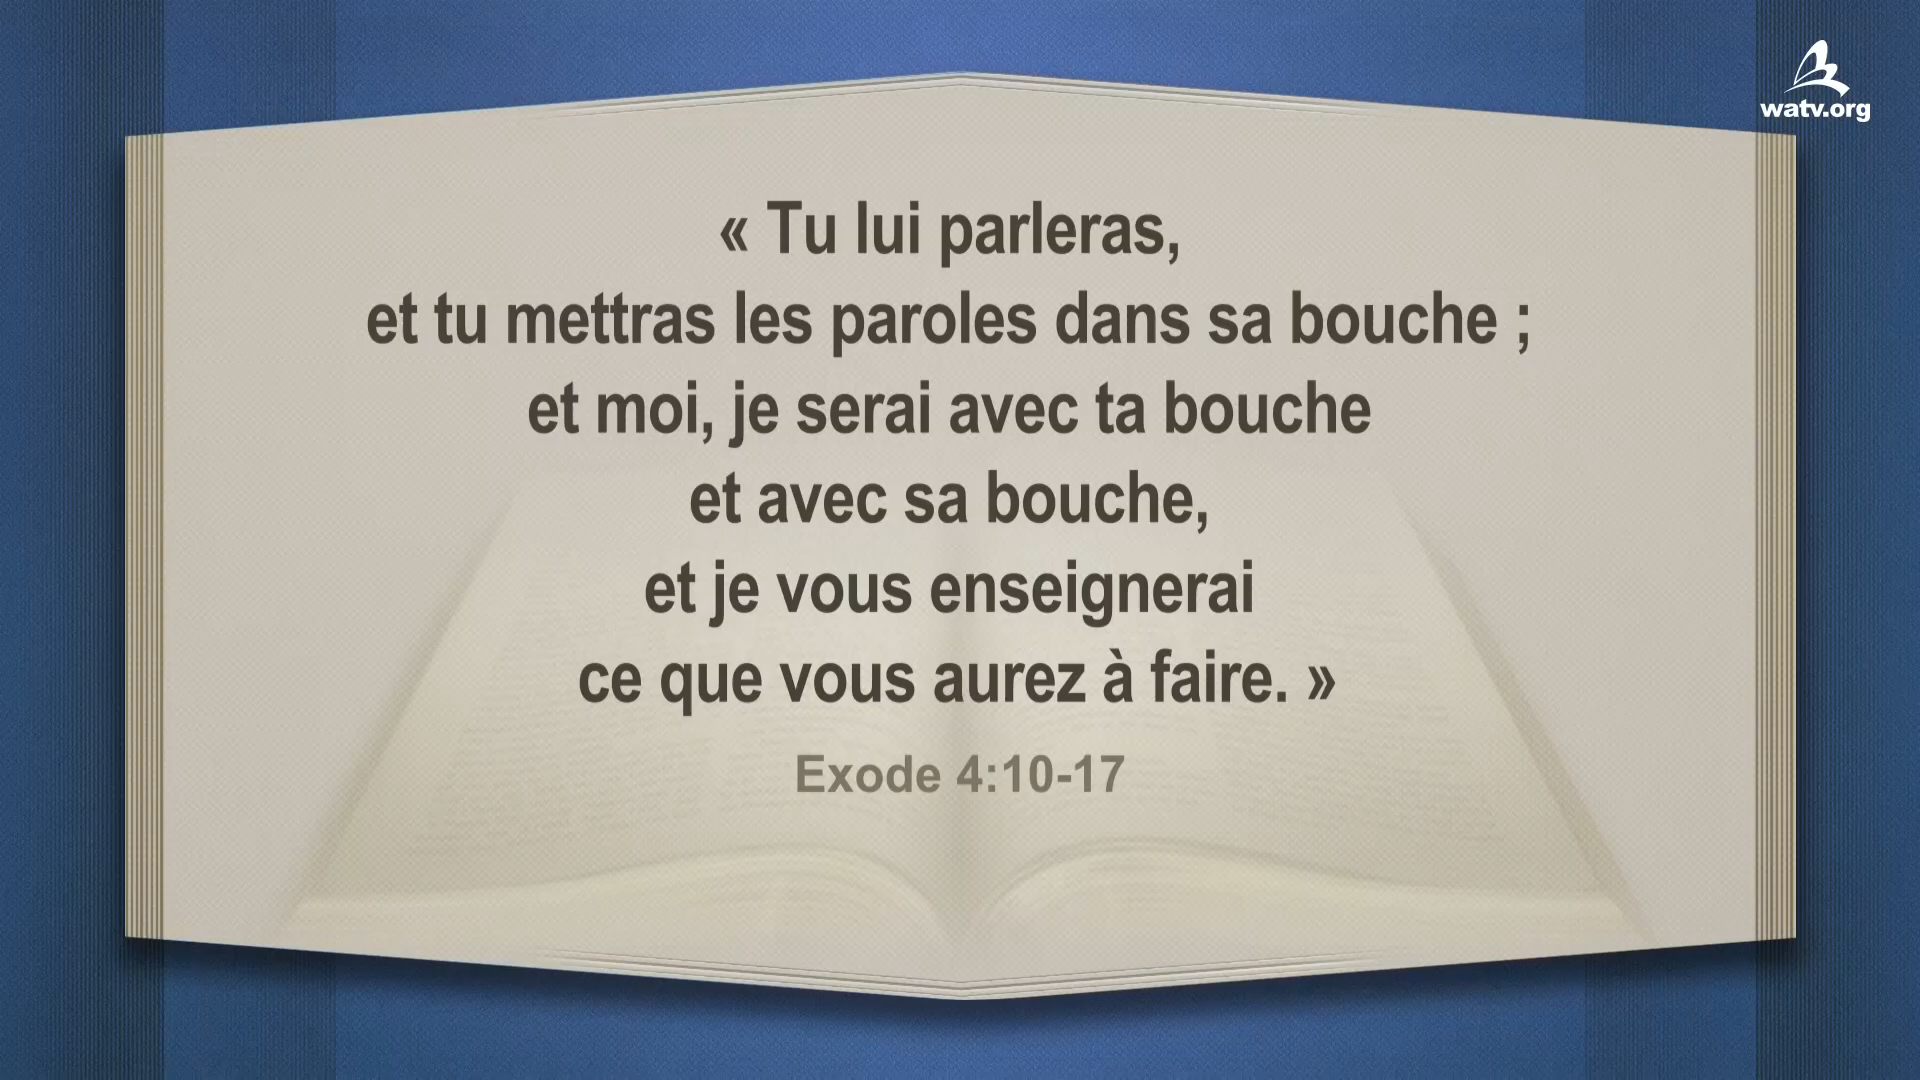 watv.org
« Tu lui parleras,
et tu mettras les paroles dans sa bouche ;
et moi, je serai avec ta bouche
et avec sa bouche,
et je vous enseignerai
ce que vous aurez à faire. »
Exode 4:10-17